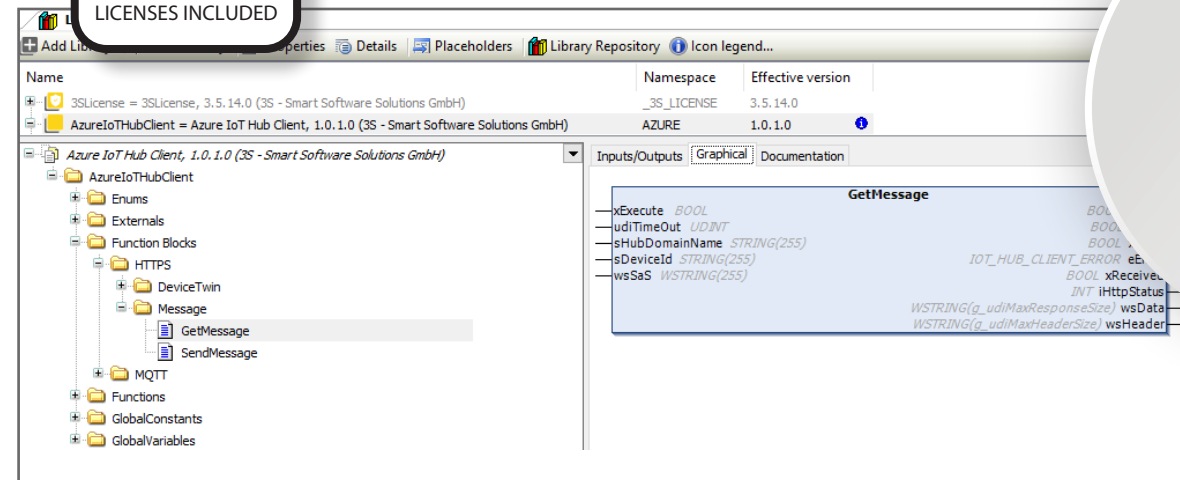 LICENSES INCLUDED
Add Details Placeholders Library Repository Icon legend...
Name Namespace Effective version
3SLicense = 3SLicense, 3.5.14.0 (3S - Smart Software Solutions GmbH) _3S_LICENSE 3.5.14.0
AzureIoTHubClient = Azure IoT Hub Client, 1.0.1.0 (3S - Smart Software Solutions GmbH) AZURE 1.0.1.0
Azure IoT Hub Client, 1.0.1.0 (3S - Smart Software Solutions GmbH)
Inputs/Outputs Graphical Documentation
AzureIoTHubClient
Enums
Externals
Function Blocks
HTTPS
DeviceTwin
Message
GetMessage
SendMessage
MQTT
Functions
GlobalConstants
GlobalVariables
GetMessage
xExecute BOOL
udiTimeOut UDINT
sHubDomainName STRING(255)
BOOL
sDeviceId STRING(255)
IOT_HUB_CLIENT_ERROR
wsSaS WSTRING(255)
BOOL xReceived
INT iHttpStatus
WSTRING(g_udiMaxResponseSize) wsData
WSTRING(g_udiMaxHeaderSize) wsHeader